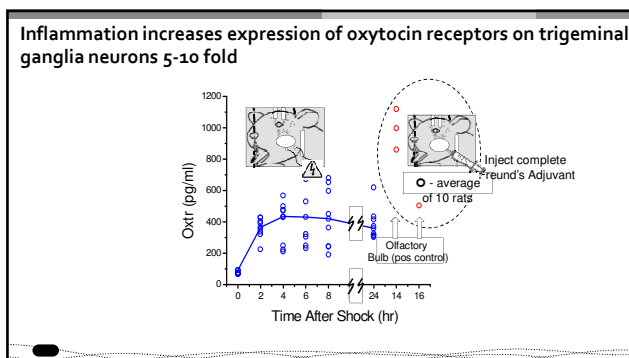 Inflammation increases expression of oxytocin receptors on trigeminal
ganglia neurons 5-10 fold
1200
1000
800
600
400
200
0
Oxtr (pg/ml)
0 2 4 6 8 24 14 16
Time After Shock (hr)
Inject complete
reund's Adjuvant
- average
of 10 rats
Olfactory
Bulb (pos control)